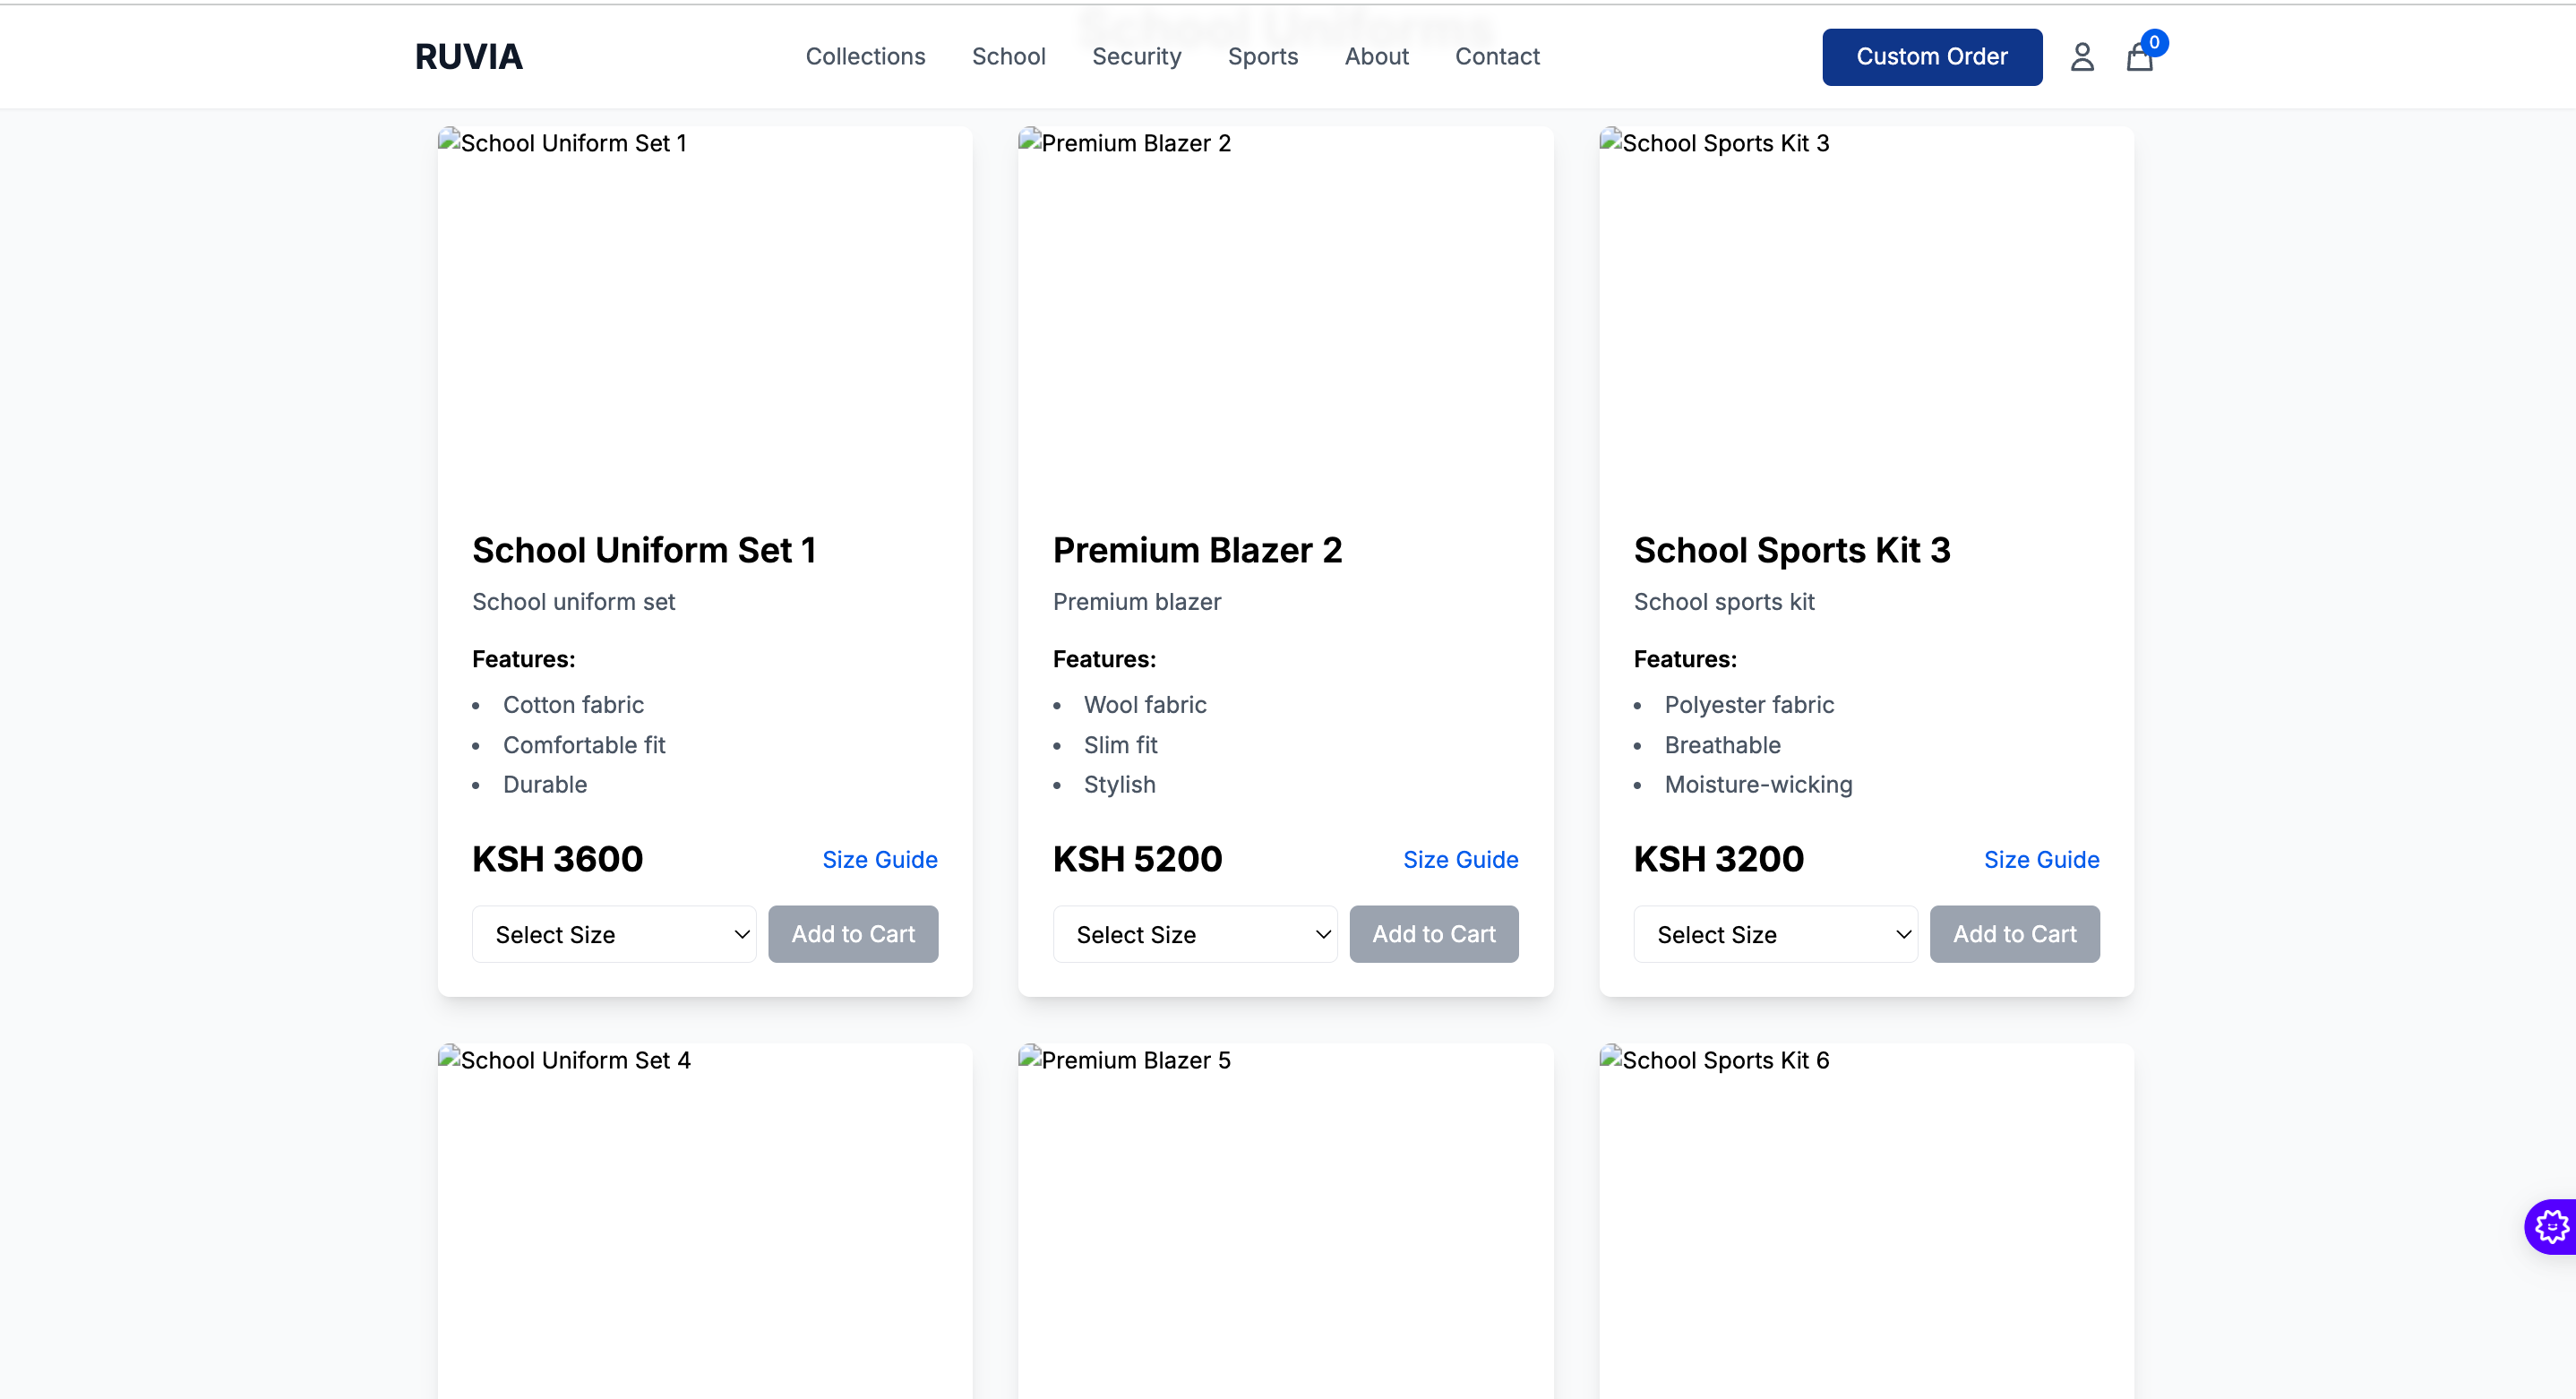 School Uniforms
RUVIA
Collections School Security Sports About Contact
Custom Order
0
School Uniform Set 1
Premium Blazer 2
School Sports Kit 3
School Uniform Set 1
School uniform set
Features:
• Cotton fabric
• Comfortable fit
• Durable
KSH 3600 Size Guide
Select Size Add to Cart
Premium Blazer 2
Premium blazer
Features:
• Wool fabric
• Slim fit
• Stylish
KSH 5200 Size Guide
Select Size Add to Cart
School Sports Kit 3
School sports kit
Features:
• Polyester fabric
• Breathable
• Moisture-wicking
KSH 3200 Size Guide
Select Size Add to Cart
School Uniform Set 4
Premium Blazer 5
School Sports Kit 6